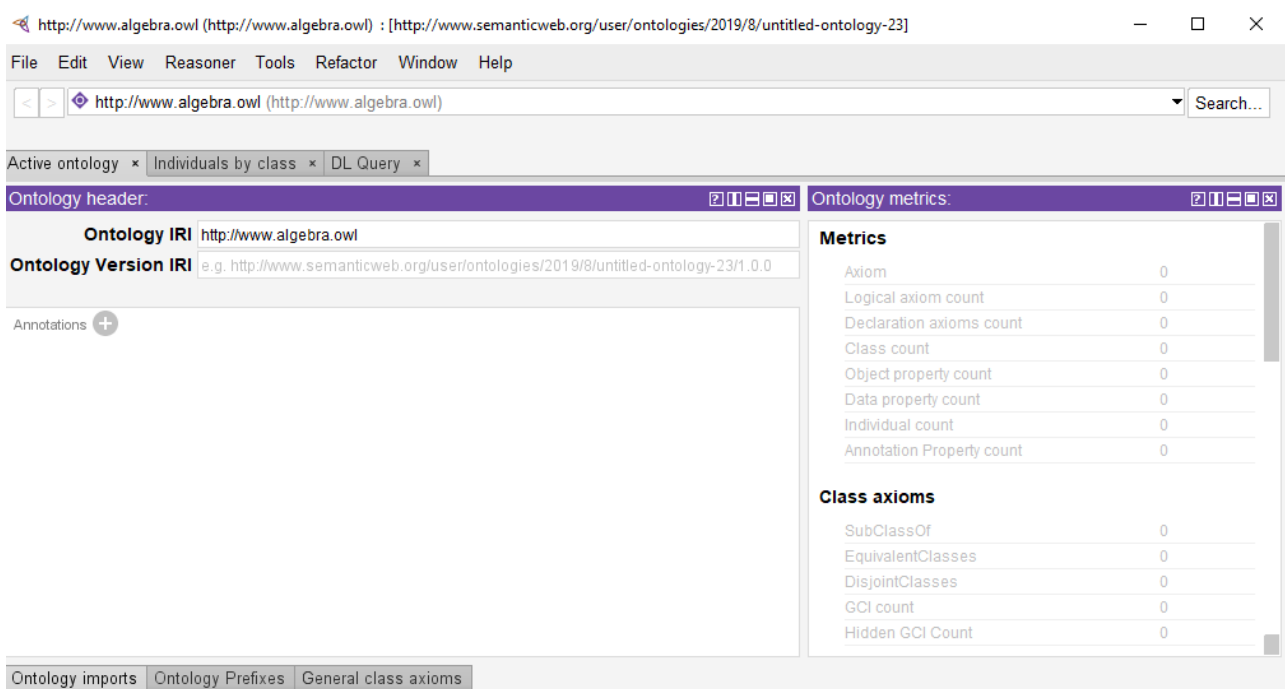 http://www.algebra.owl (http://www.algebra.owl) : [http://www.semanticweb.org/user/ontologies/2019/8/untitled-ontology-23]
File Edit View Reasoner Tools Refactor Window Help
< > http://www.algebra.owl (http://www.algebra.owl) Search...
Active ontology × Individuals by class × DL Query ×
Ontology header:
Ontology IRI http://www.algebra.owl
Ontology Version IRI e.g. http://www.semanticweb.org/user/ontologies/2019/8/untitled-ontology-23/1.0.0
Annotations +
Ontology metrics:
Metrics
Axiom 0
Logical axiom count 0
Declaration axioms count 0
Class count 0
Object property count 0
Data property count 0
Individual count 0
Annotation Property count 0
Class axioms
SubClassOf 0
EquivalentClasses 0
DisjointClasses 0
GCI count 0
Hidden GCI Count 0
Ontology imports Ontology Prefixes General class axioms